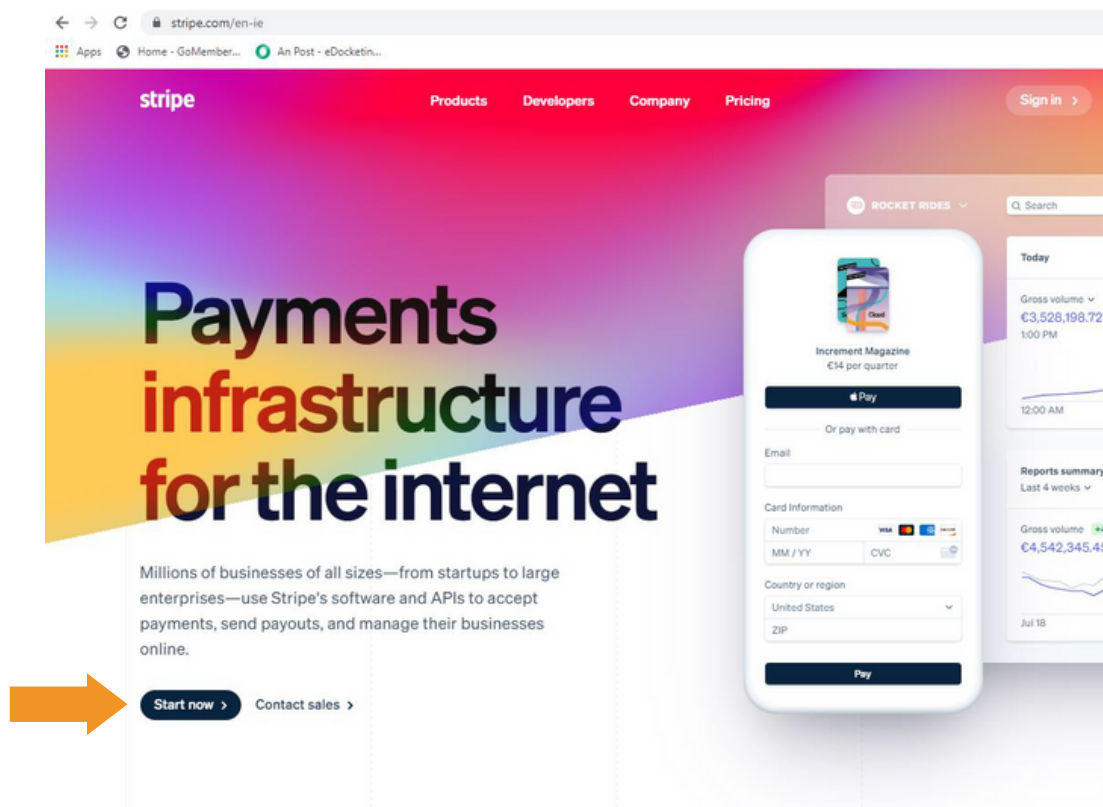 stripe.com/en-ie
Apps Home - GoMember... An Post - eDocketin...
stripe Products Developers Company Pricing Sign in
ROCKET RIDES
Search
Payments
infrastructure
for the internet
Millions of businesses of all sizes—from startups to large
enterprises—use Stripe's software and APIs to accept
payments, send payouts, and manage their businesses
online.
Start now Contact sales
Cloud
Increment Magazine
€14 per quarter
Pay
Or pay with card
Email
Card Information
Number VISA
MM / YY CVC
Country or region
United States
ZIP
Pay
Today
Gross volume
€3,528,198.72
1:00 PM
12:00 AM
Reports summary
Last 4 weeks
Gross volume
€4,542,345.45
Jul 18